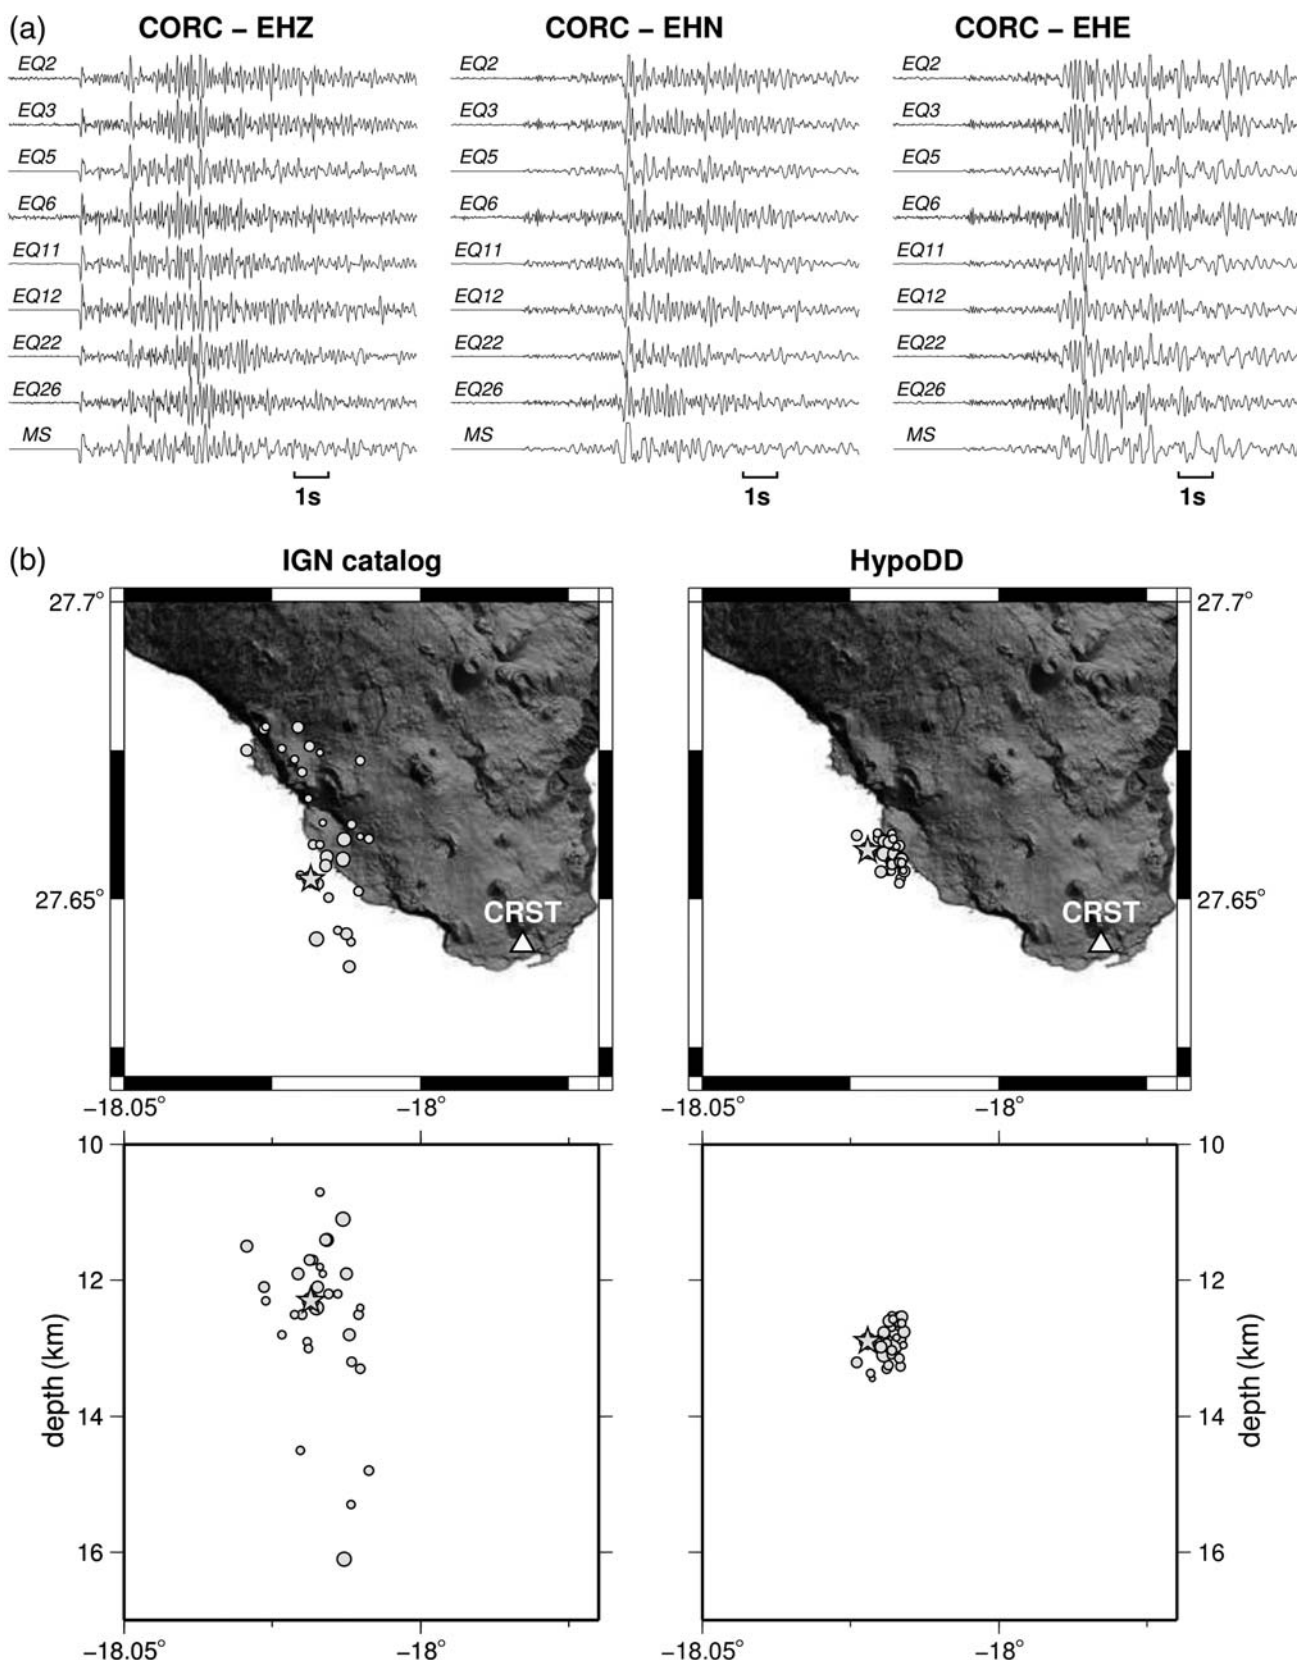 (a)
CORC – EHZ
CORC – EHN
CORC – EHE
EQ2
EQ2
EQ2
EQ3
EQ3
EQ3
EQ5
EQ5
EQ5
EQ6
EQ6
EQ6
EQ11
EQ11
EQ11
EQ12
EQ12
EQ12
EQ22
EQ22
EQ22
EQ26
EQ26
EQ26
MS
MS
MS
1s
1s
1s
(b)
IGN catalog
HypoDD
27.7°
27.7°
27.65°
27.65°
CRST
CRST
−18.05°
−18°
−18.05°
−18°
10
10
12
12
14
14
16
16
depth (km)
depth (km)
−18.05°
−18°
−18.05°
−18°